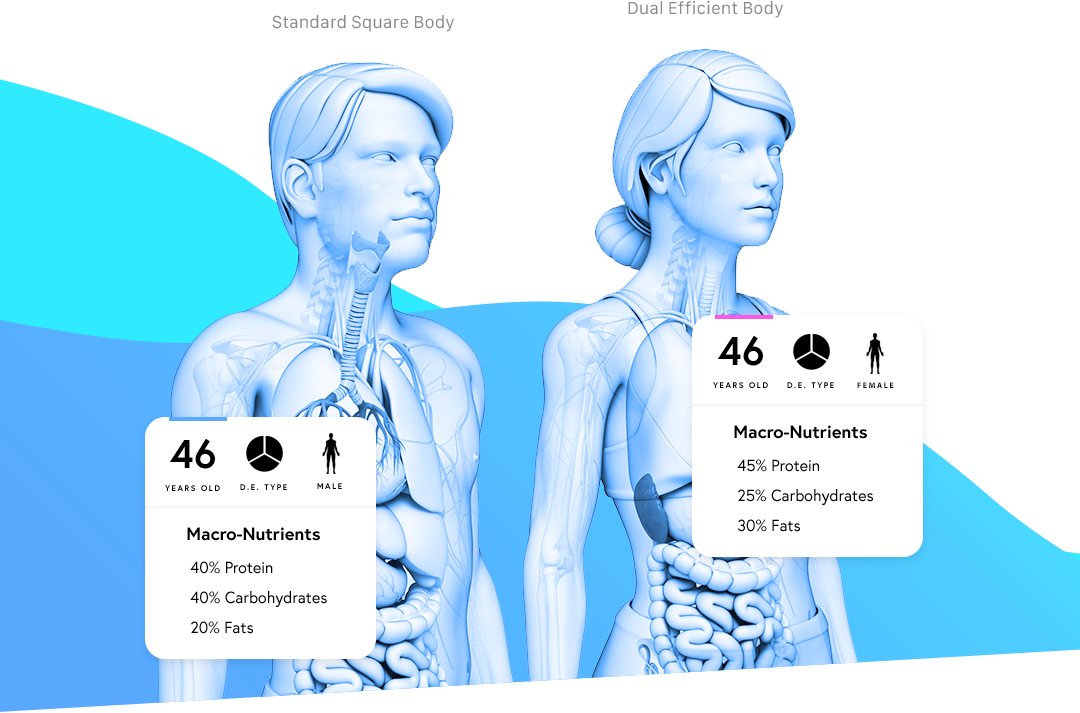 Standard Square Body
Dual Efficient Body
46
YEARS OLD
D.E. TYPE
MALE
Macro-Nutrients
40% Protein
40% Carbohydrates
20% Fats
46
YEARS OLD
D.E. TYPE
FEMALE
Macro-Nutrients
45% Protein
25% Carbohydrates
30% Fats